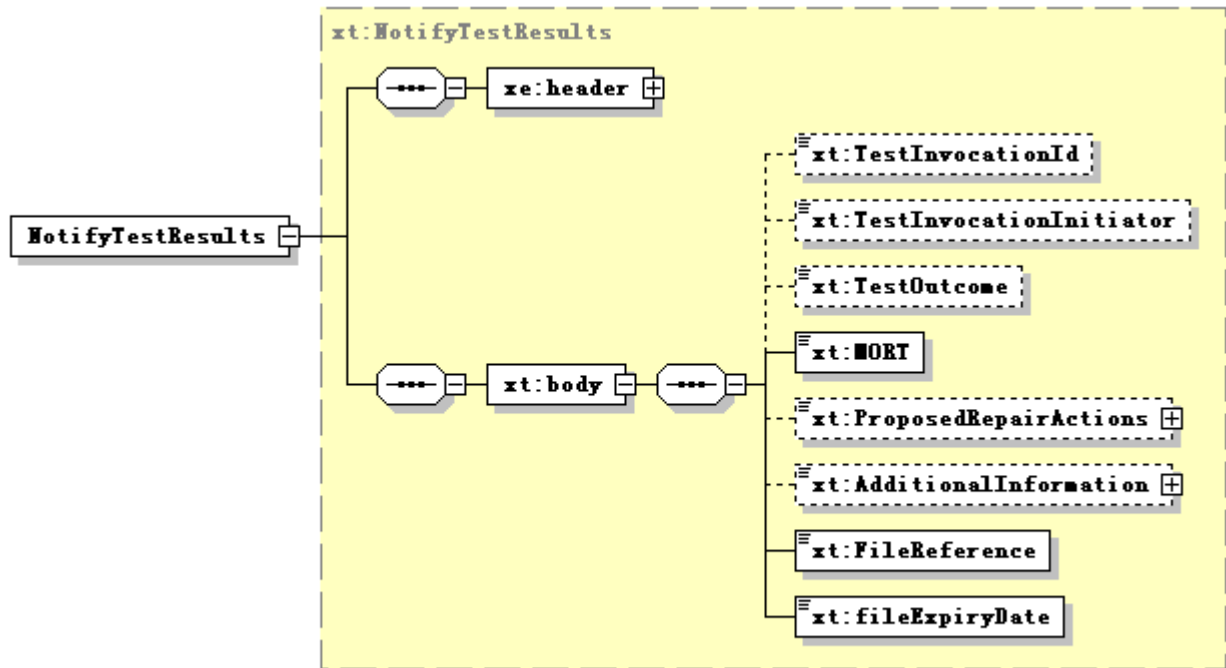 xt:NotifyTestResults
xe:header
xt:TestInvocationId
xt:TestInvocationInitiator
NotifyTestResults
xt:TestOutcome
xt:MORT
xt:body
xt:ProposedRepairActions
xt:AdditionalInformation
xt:FileReference
xt:fileExpiryDate